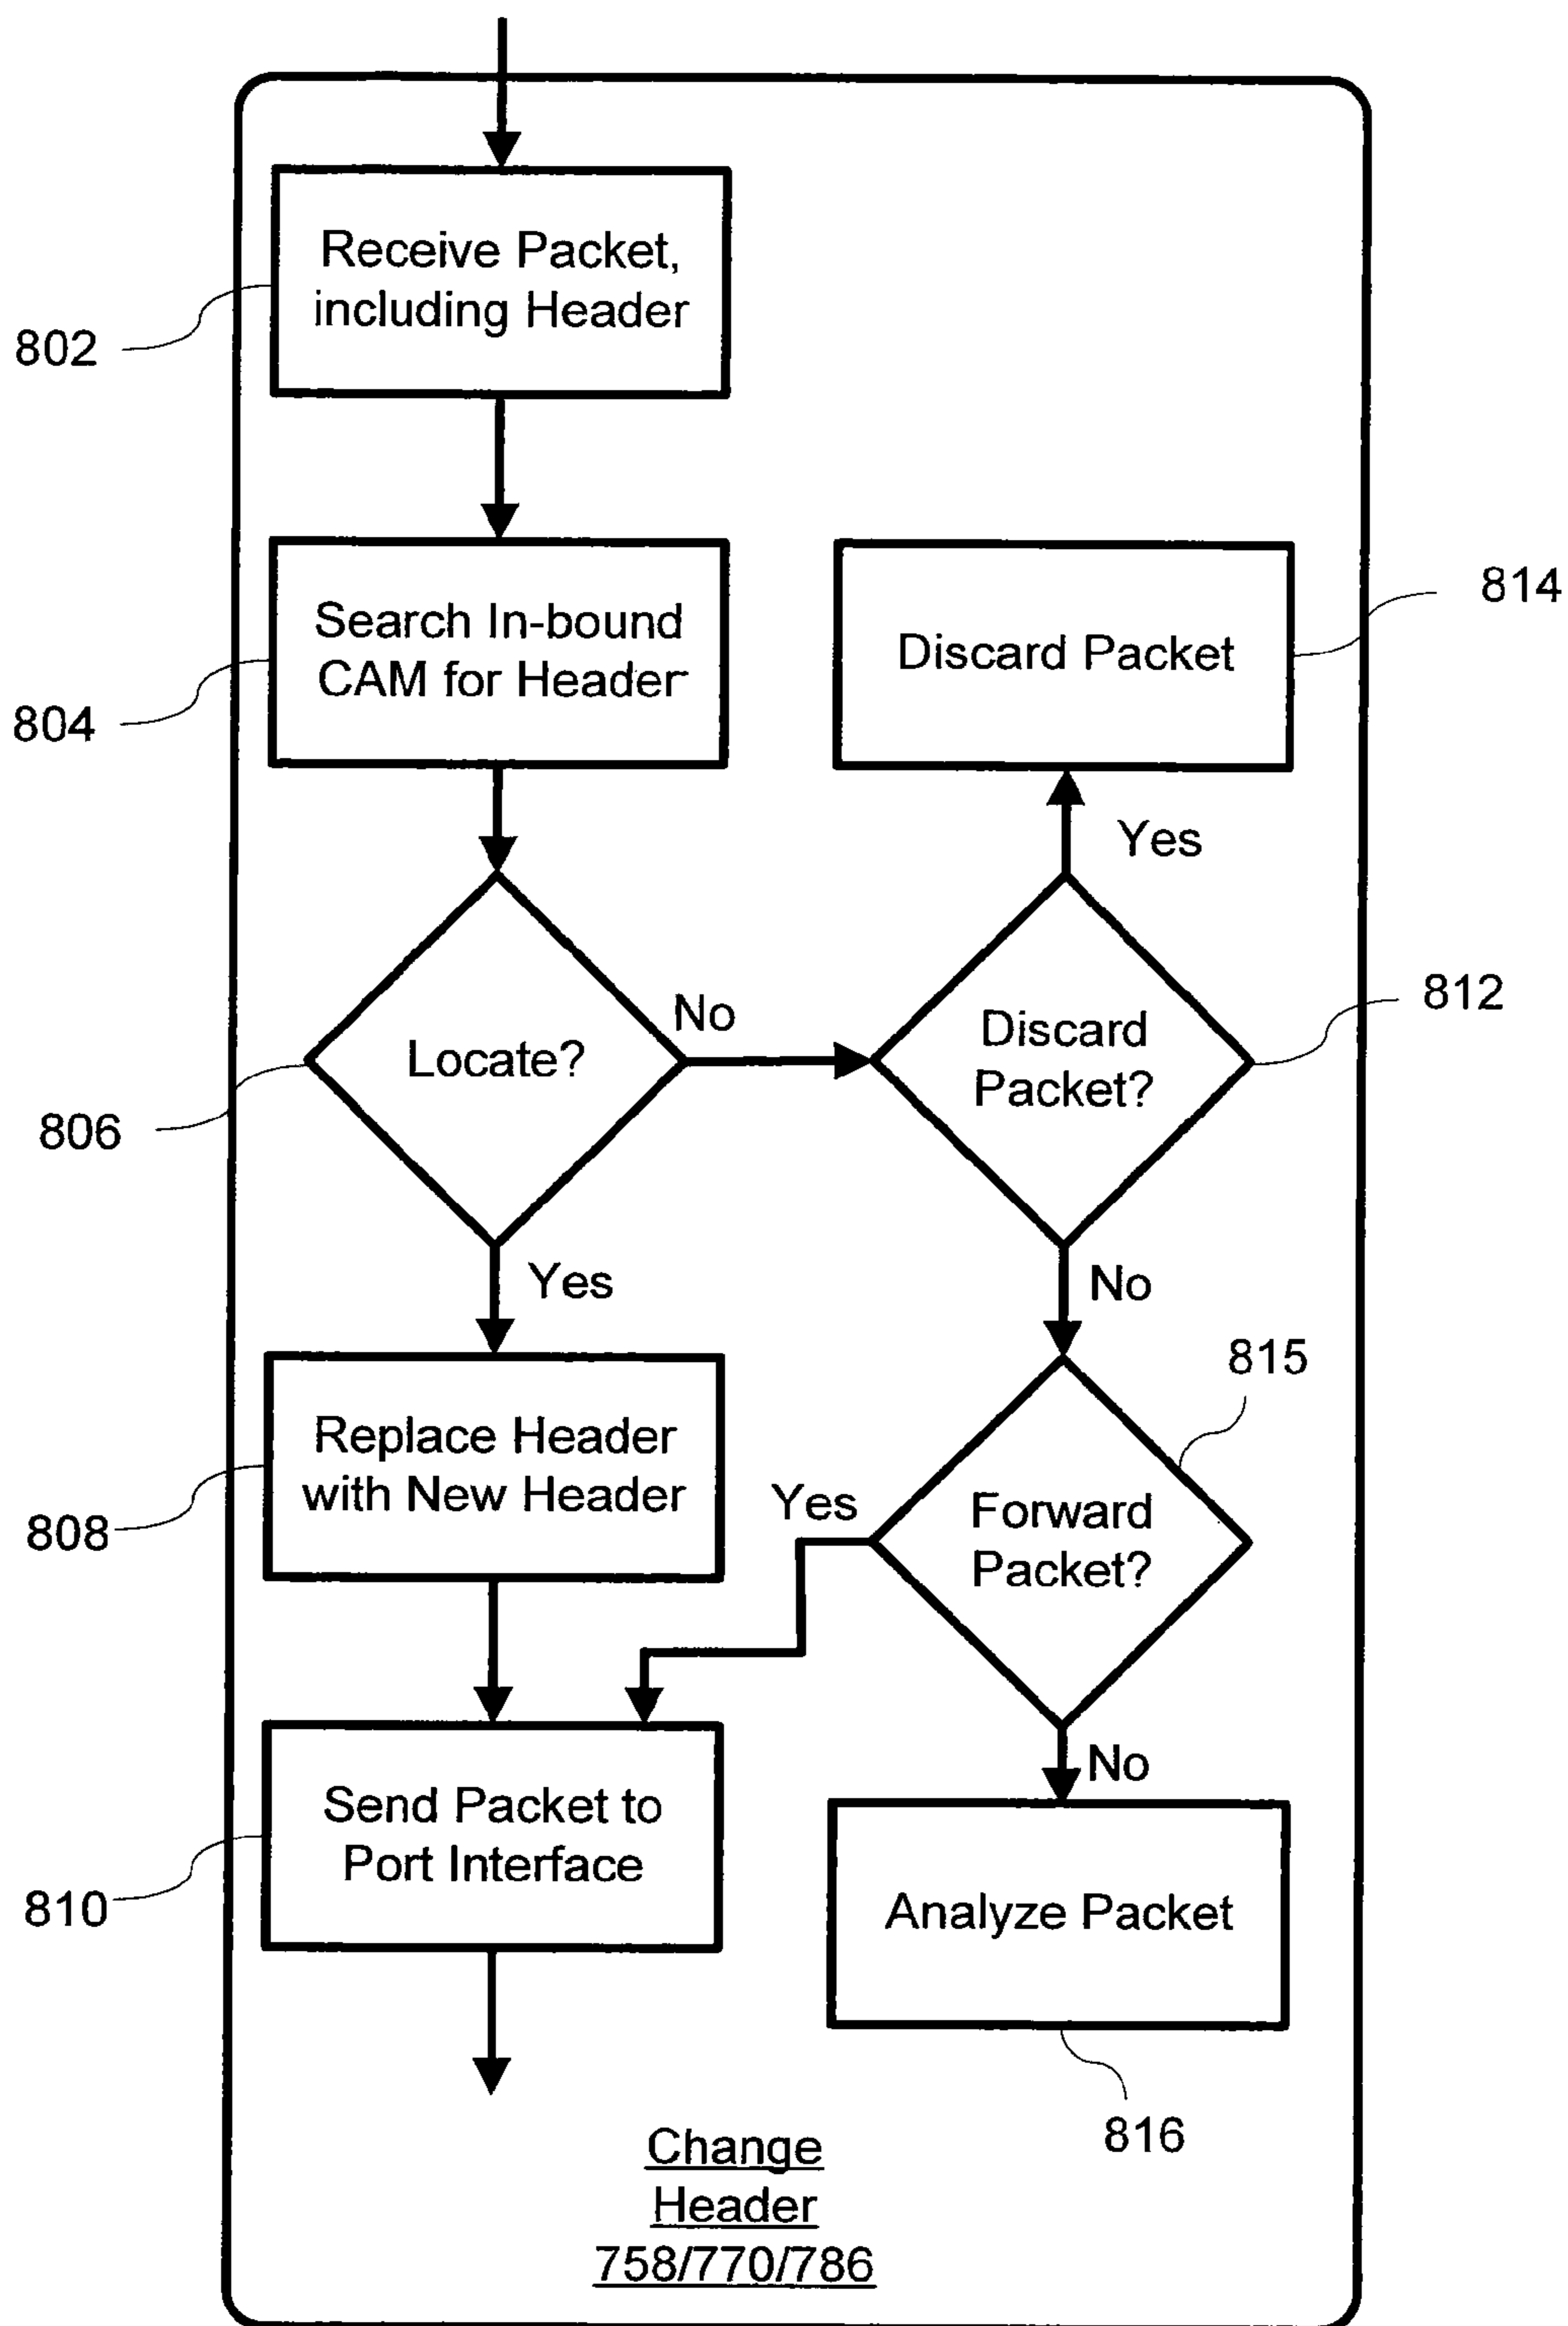 Receive Packet,
including Header
802
Search In-bound
CAM for Header
804
Discard Packet
814
Yes
Locate?
806
No
Discard
Packet?
812
Yes
No
815
Replace Header
with New Header
808
Yes
Forward
Packet?
Send Packet to
Port Interface
810
No
Analyze Packet
816
Change
Header
758/770/786